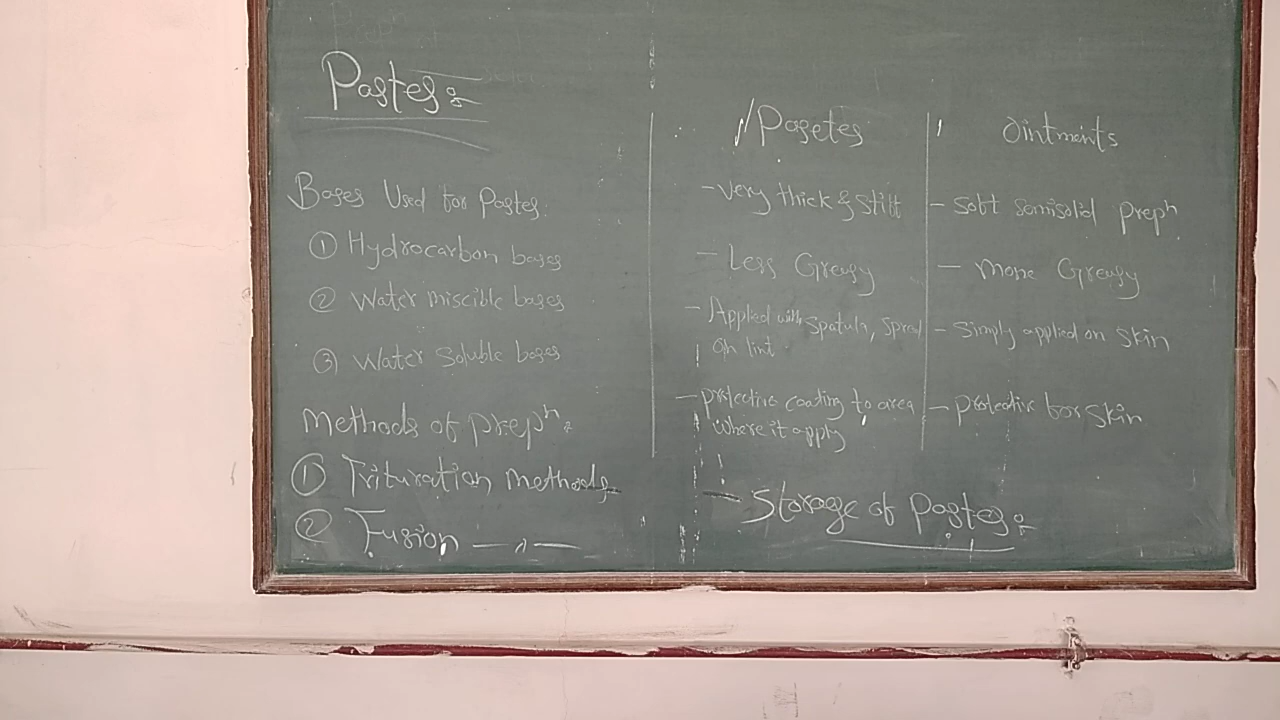 Pastes:
Bases Used for Pastes:
① Hydrocarbon bases
② Water miscible bases
③ Water Soluble bases
Methods of prepⁿ:
① Trituration methods
② Fusion — " —
Pasetes
- Very thick & stiff
- Less Greasy
- Applied with spatula, spread
on lint
- protective coating to area
where it apply
Ointments
- Soft semisolid prepⁿ
- More Greasy
- Simply applied on skin
- Protective for skin
- Storage of Pastes: